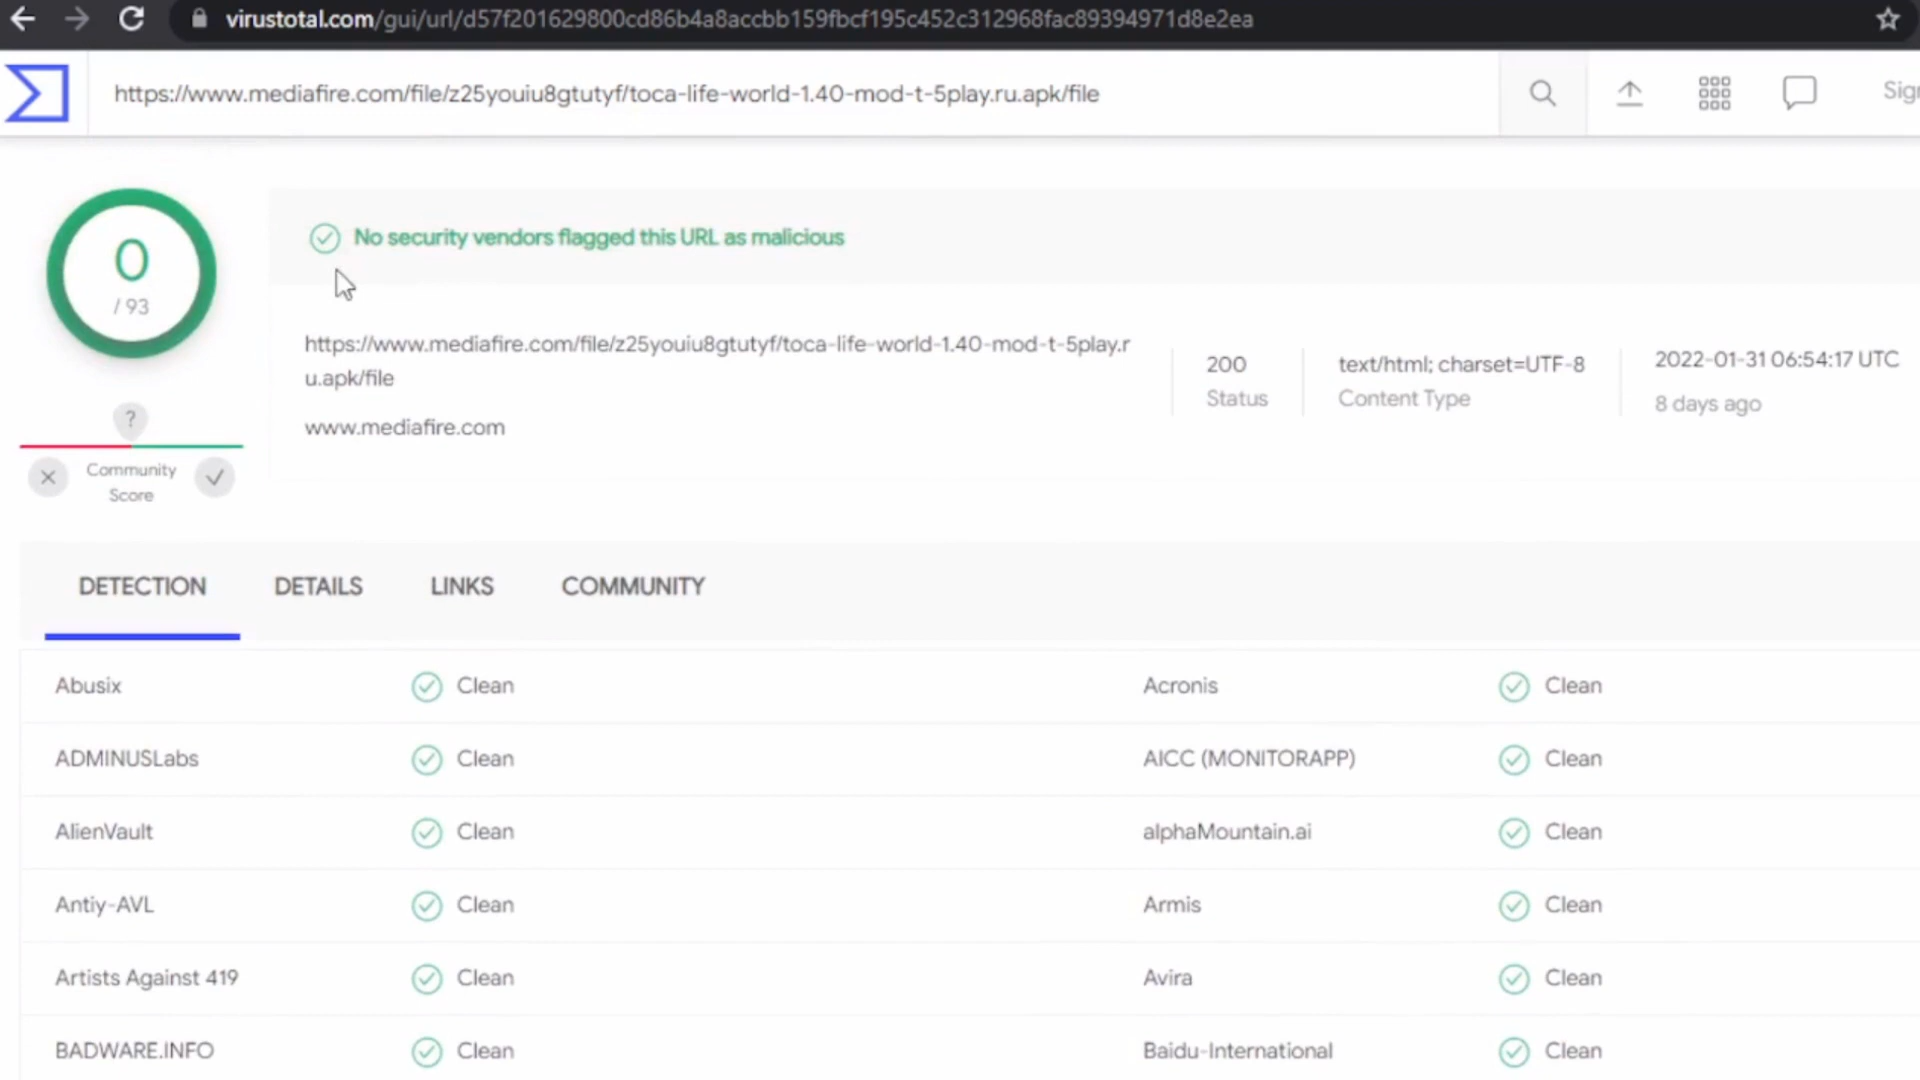 virustotal.com/gui/url/d57f201629800cd86b4a8accbb159fbcf195c452c312968fac89394971d8e2ea
https://www.mediafire.com/file/z25youiu8gtutyf/toca-life-world-1.40-mod-t-5play.ru.apk/file
Sig
0
/ 93
No security vendors flagged this URL as malicious
https://www.mediafire.com/file/z25youiu8gtutyf/toca-life-world-1.40-mod-t-5play.r
u.apk/file
www.mediafire.com
200
Status
text/html; charset=UTF-8
Content Type
2022-01-31 06:54:17 UTC
8 days ago
?
Community
Score
DETECTION DETAILS LINKS COMMUNITY
Abusix Clean Acronis Clean
ADMINUSLabs Clean AICC (MONITORAPP) Clean
AlienVault Clean alphaMountain.ai Clean
Antiy-AVL Clean Armis Clean
Artists Against 419 Clean Avira Clean
BADWARE.INFO Clean Baidu-International Clean